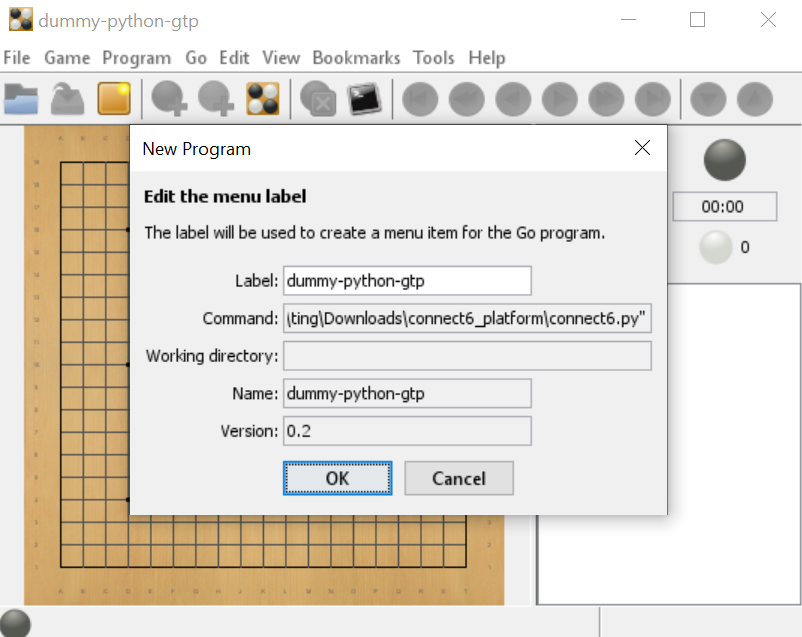 dummy-python-gtp
File Game Program Go Edit View Bookmarks Tools Help
New Program
Edit the menu label
The label will be used to create a menu item for the Go program.
Label: dummy-python-gtp
Command: \ting\Downloads\connect6_platform\connect6.py"
Working directory:
Name: dummy-python-gtp
Version: 0.2
OK Cancel
00:00
0